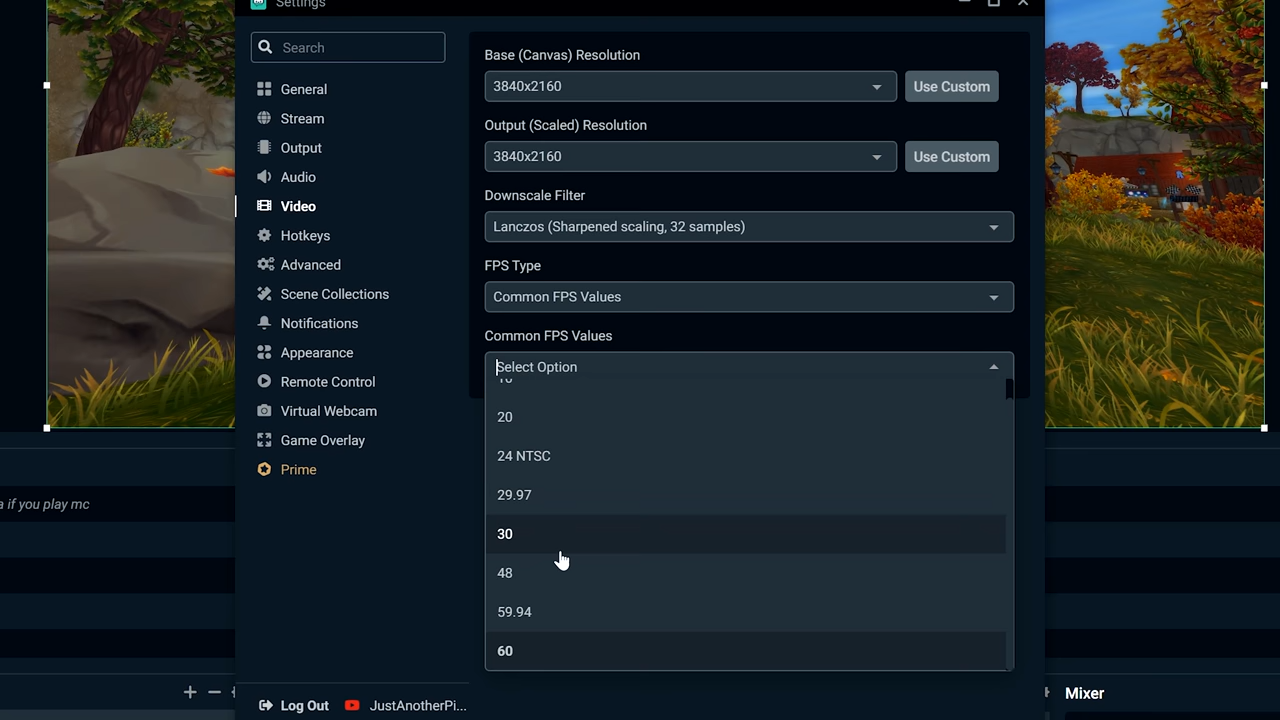 Settings
Search
General
Stream
Output
Audio
Video
Hotkeys
Advanced
Scene Collections
Notifications
Appearance
Remote Control
Virtual Webcam
Game Overlay
Prime
Log Out
JustAnotherPi...
Base (Canvas) Resolution
3840x2160
Use Custom
Output (Scaled) Resolution
3840x2160
Use Custom
Downscale Filter
Lanczos (Sharpened scaling, 32 samples)
FPS Type
Common FPS Values
Common FPS Values
Select Option
20
24 NTSC
29.97
30
48
59.94
60
if you play mc
Mixer